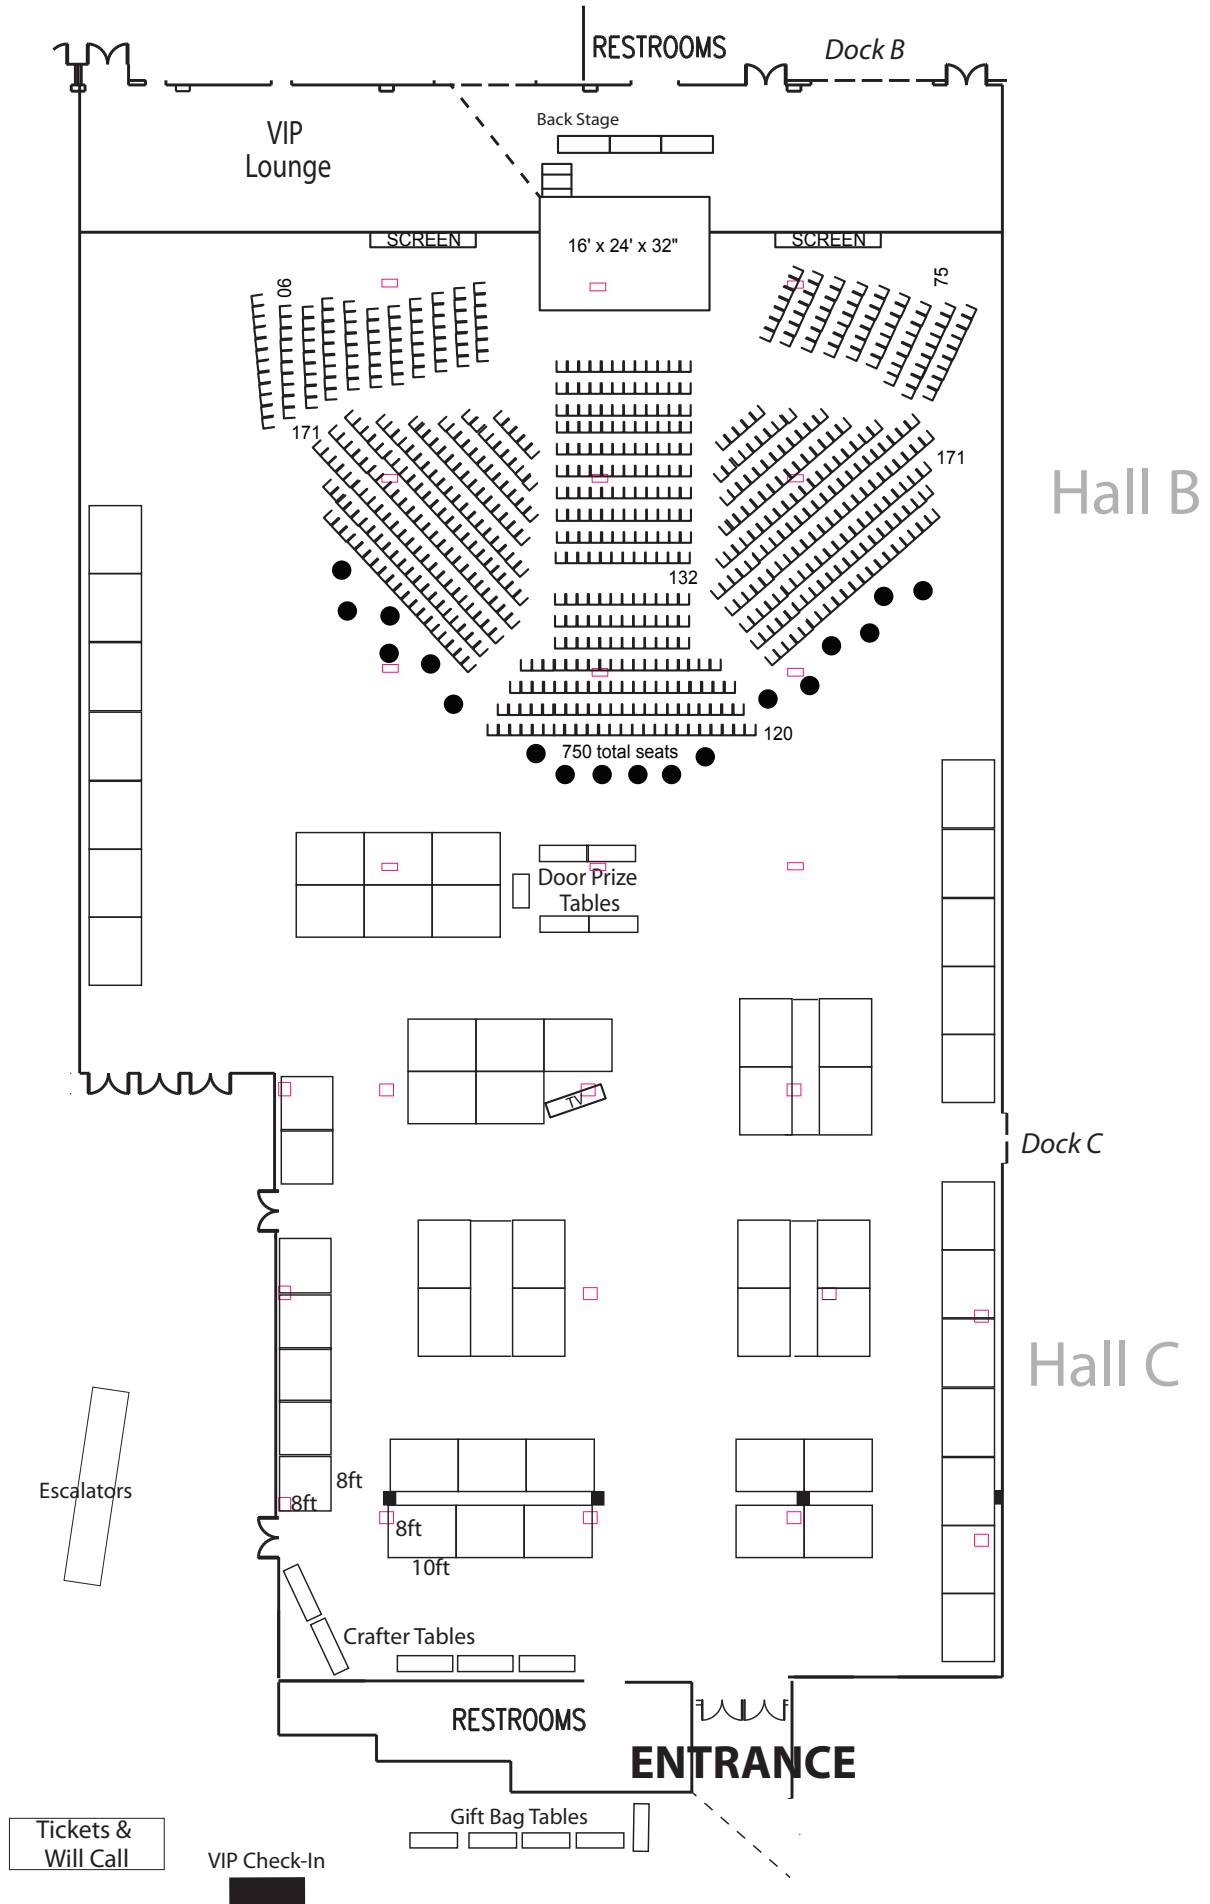 RESTROOMS
Dock B
Back Stage
VIP
Lounge
SCREEN
16' x 24' x 32"
SCREEN
90
75
171
171
132
120
750 total seats
Hall B
Door Prize
Tables
TV
Dock C
Hall C
Escalators
8ft
8ft
8ft
10ft
Crafter Tables
RESTROOMS
ENTRANCE
Gift Bag Tables
Tickets &
Will Call
VIP Check-In